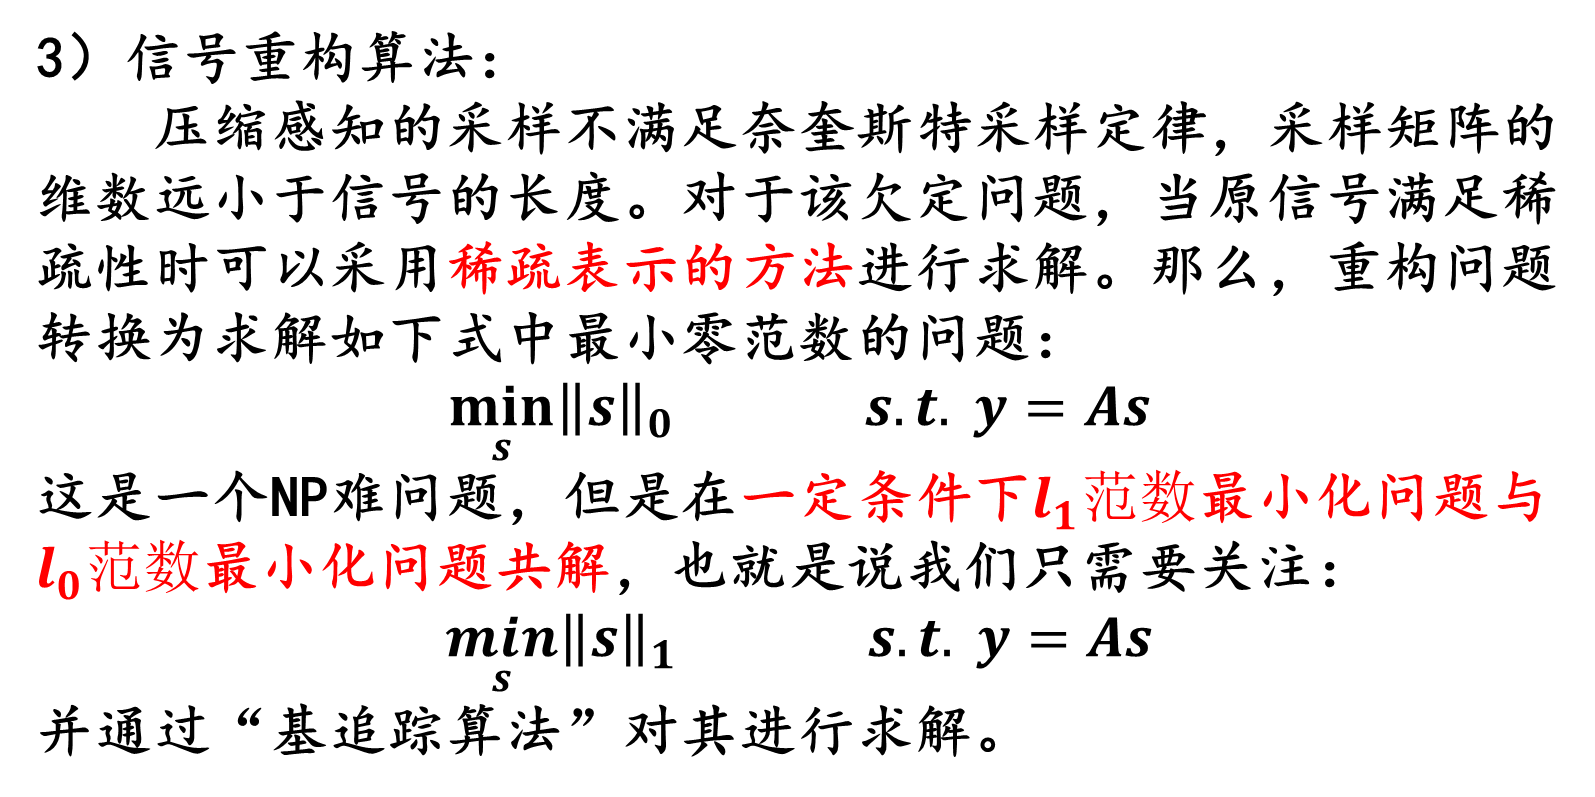 3）信号重构算法：
压缩感知的采样不满足奈奎斯特采样定律，采样矩阵的
维数远小于信号的长度。对于该欠定问题，当原信号满足稀
疏性时可以采用稀疏表示的方法进行求解。那么，重构问题
转换为求解如下式中最小零范数的问题：
min‖s‖₀ s.t. y = As
s
这是一个NP难问题，但是在一定条件下l₁范数最小化问题与
l₀范数最小化问题共解，也就是说我们只需要关注：
min‖s‖₁ s.t. y = As
s
并通过“基追踪算法”对其进行求解。